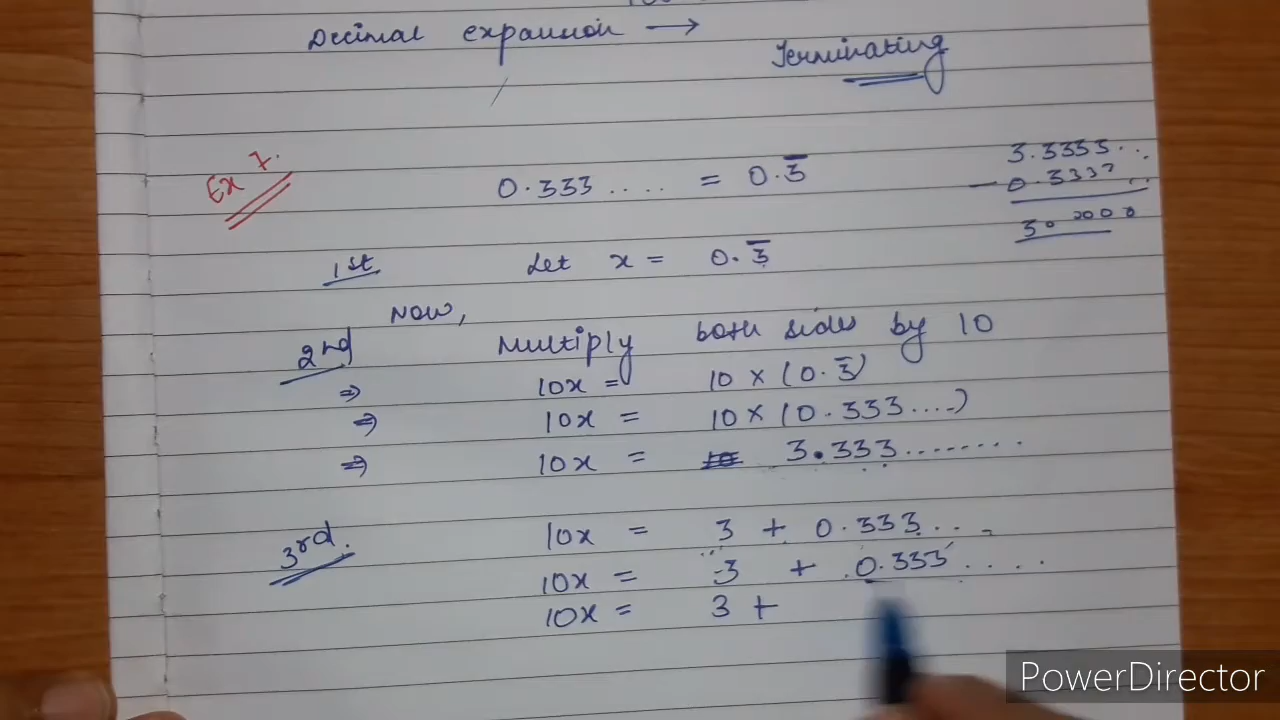 Decimal expansion →
Terminating
Ex 7.
0.333.... = 0.3̅
3.3333...
- 0.3333...
30.0000
1st Let x = 0.3̅
Now,
2nd Multiply both sides by 10
⇒ 10x = 10 × (0.3̅)
⇒ 10x = 10 × (0.333....)
⇒ 10x = 3.333........
3rd. 10x = 3 + 0.333...
10x = 3 + 0.333....
10x = 3 +
PowerDirector